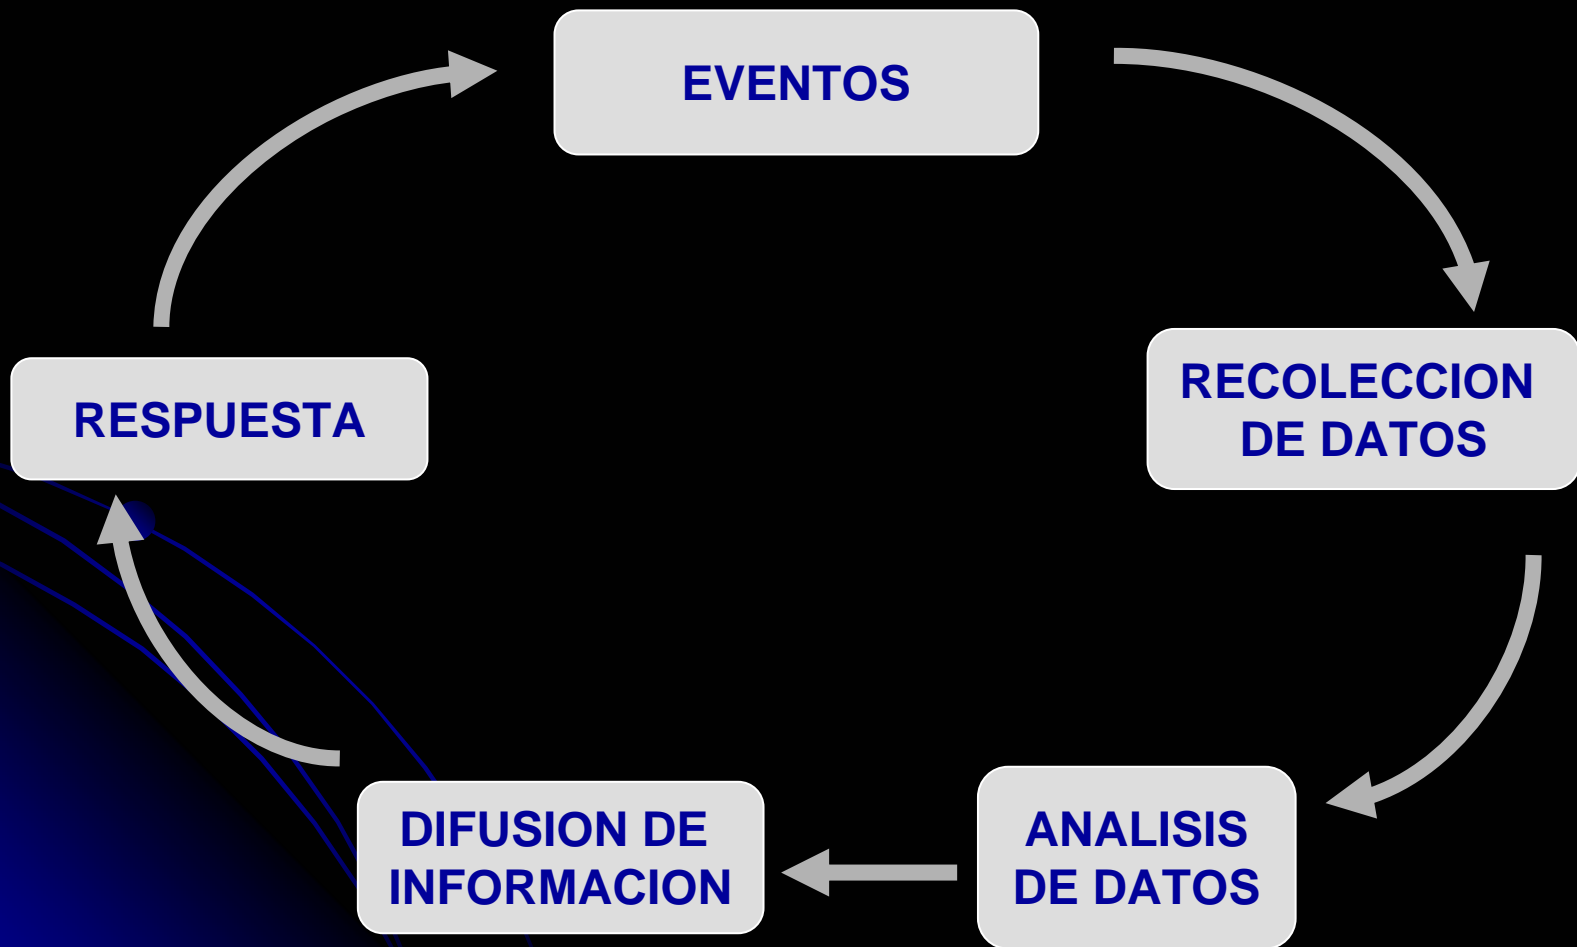 EVENTOS
RECOLECCION
DE DATOS
ANALISIS
DE DATOS
DIFUSION DE
INFORMACION
RESPUESTA